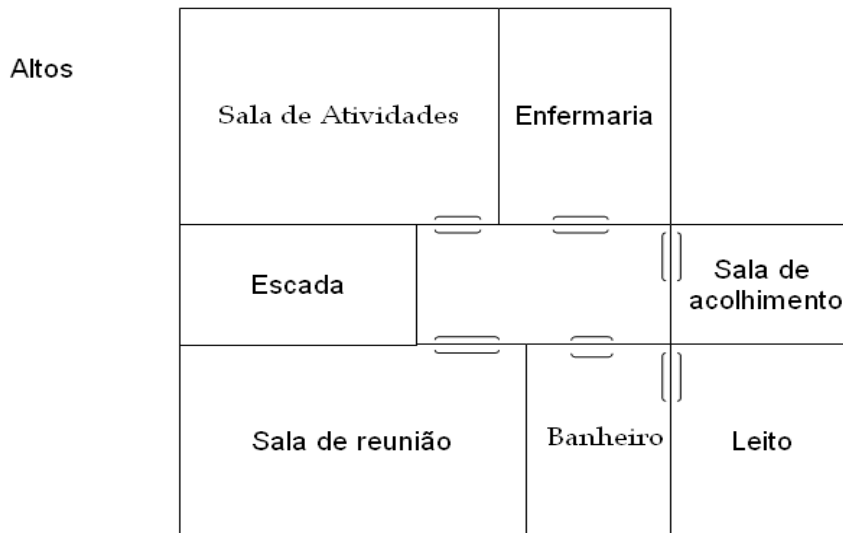 Altos
Sala de Atividades
Enfermaria
Escada
Sala de
acolhimento
Sala de reunião
Banheiro
Leito